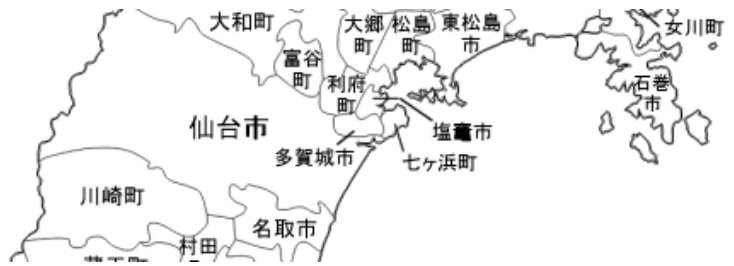 大和町
大郷
町
松島
町
東松島
市
女川町
富谷
町
利府
町
石巻
市
仙台市
塩竈市
多賀城市
七ヶ浜町
川崎町
名取市
村田